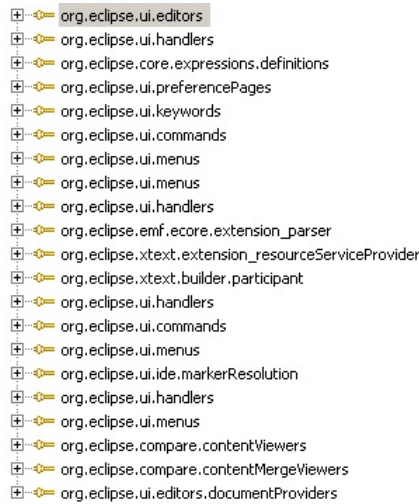 org.eclipse.ui.editors
org.eclipse.ui.handlers
org.eclipse.core.expressions.definitions
org.eclipse.ui.preferencePages
org.eclipse.ui.keywords
org.eclipse.ui.commands
org.eclipse.ui.menus
org.eclipse.ui.menus
org.eclipse.ui.handlers
org.eclipse.emf.ecore.extension_parser
org.eclipse.xtext.extension_resourceServiceProvider
org.eclipse.xtext.builder.participant
org.eclipse.ui.handlers
org.eclipse.ui.commands
org.eclipse.ui.menus
org.eclipse.ui.ide.markerResolution
org.eclipse.ui.handlers
org.eclipse.ui.menus
org.eclipse.compare.contentViewers
org.eclipse.compare.contentMergeViewers
org.eclipse.ui.editors.documentProviders